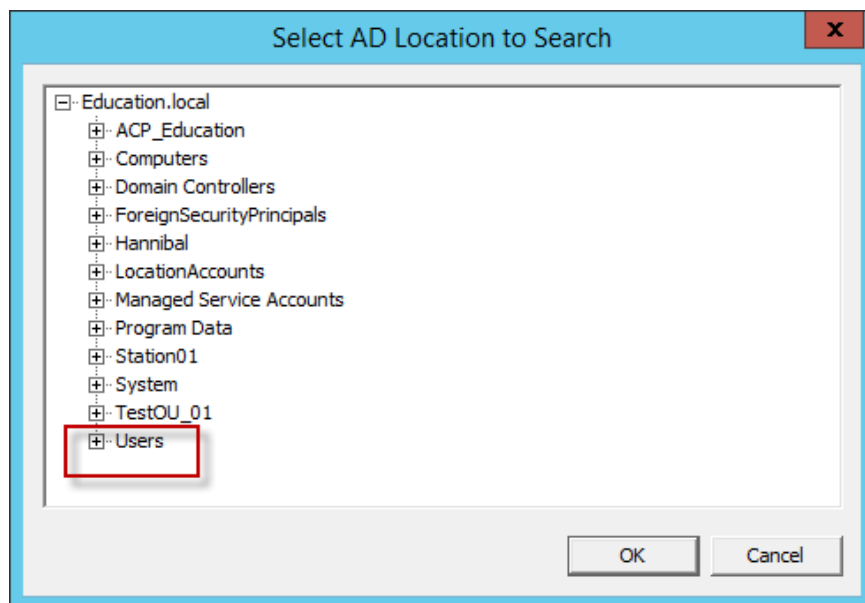 Select AD Location to Search
x
Education.local
ACP_Education
Computers
Domain Controllers
ForeignSecurityPrincipals
Hannibal
LocationAccounts
Managed Service Accounts
Program Data
Station01
System
TestOU_01
Users
OK Cancel